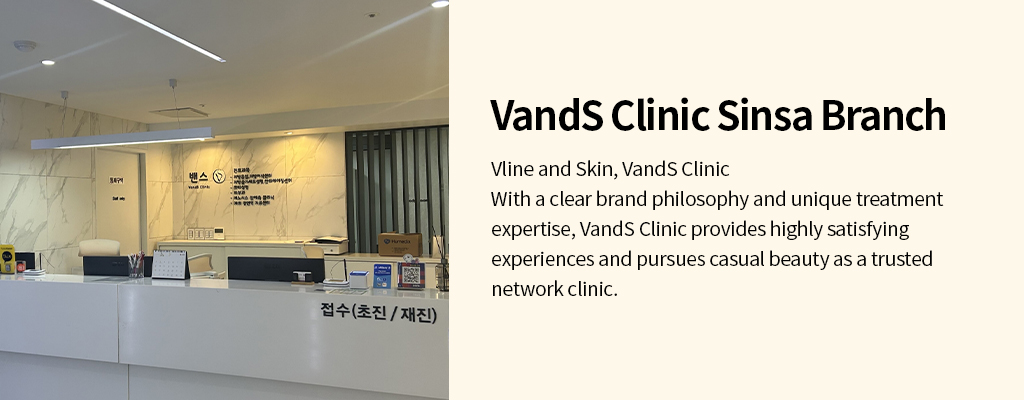 밴스
VandS Clinic
접수(초진 / 재진)
VandS Clinic Sinsa Branch
Vline and Skin, VandS Clinic
With a clear brand philosophy and unique treatment
expertise, VandS Clinic provides highly satisfying
experiences and pursues casual beauty as a trusted
network clinic.